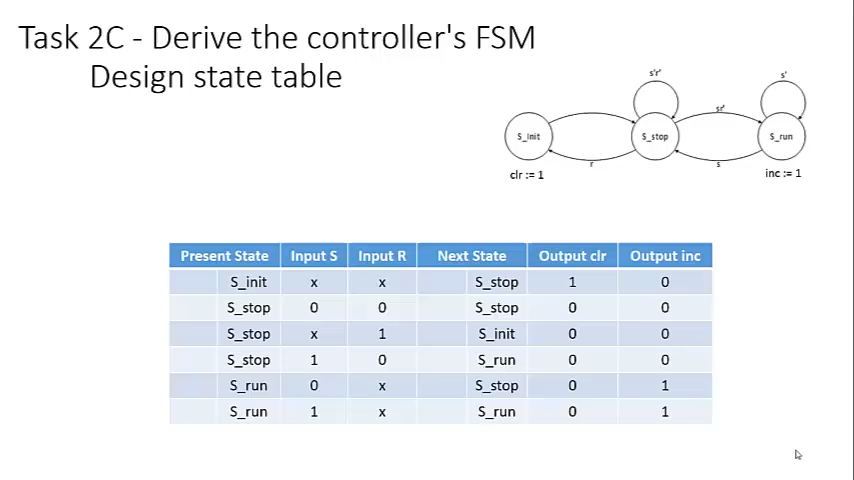 Task 2C - Derive the controller's FSM
Design state table
s'r'
s'
sr'
S_Init
S_stop
S_run
r
s
clr := 1
inc := 1
Present State Input S Input R Next State Output clr Output inc
S_init x x S_stop 1 0
S_stop 0 0 S_stop 0 0
S_stop x 1 S_init 0 0
S_stop 1 0 S_run 0 0
S_run 0 x S_stop 0 1
S_run 1 x S_run 0 1